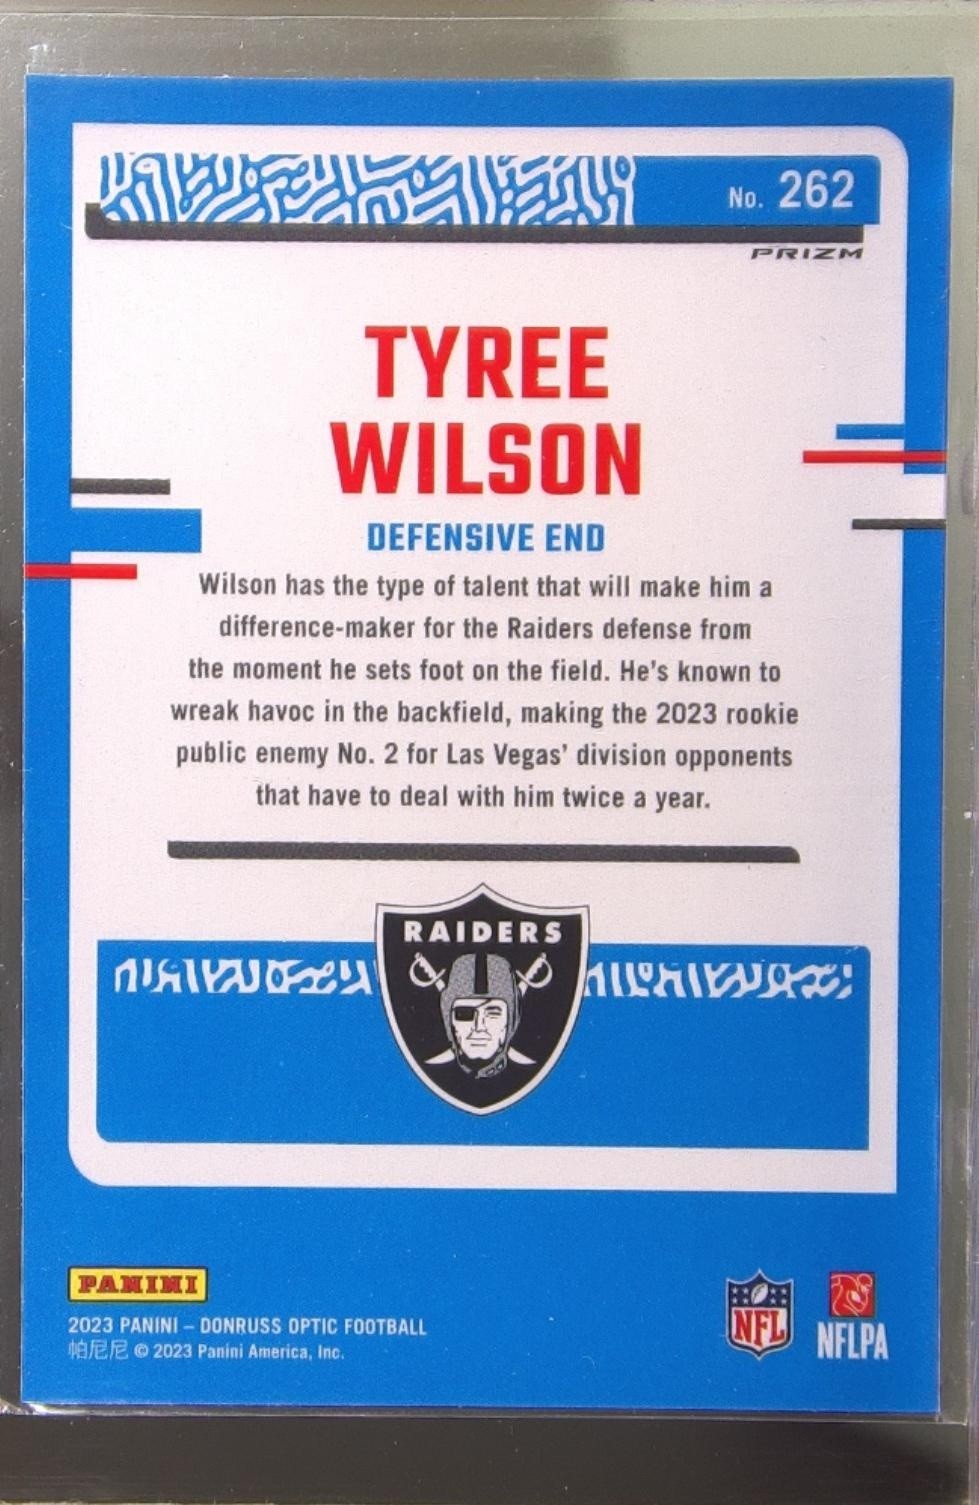 No. 262
PRIZM
TYREE
WILSON
DEFENSIVE END
Wilson has the type of talent that will make him a
difference-maker for the Raiders defense from
the moment he sets foot on the field. He's known to
wreak havoc in the backfield, making the 2023 rookie
public enemy No. 2 for Las Vegas' division opponents
that have to deal with him twice a year.
RAIDERS
PANINI
2023 PANINI – DONRUSS OPTIC FOOTBALL
帕尼尼 © 2023 Panini America, Inc.
NFL
NFLPA